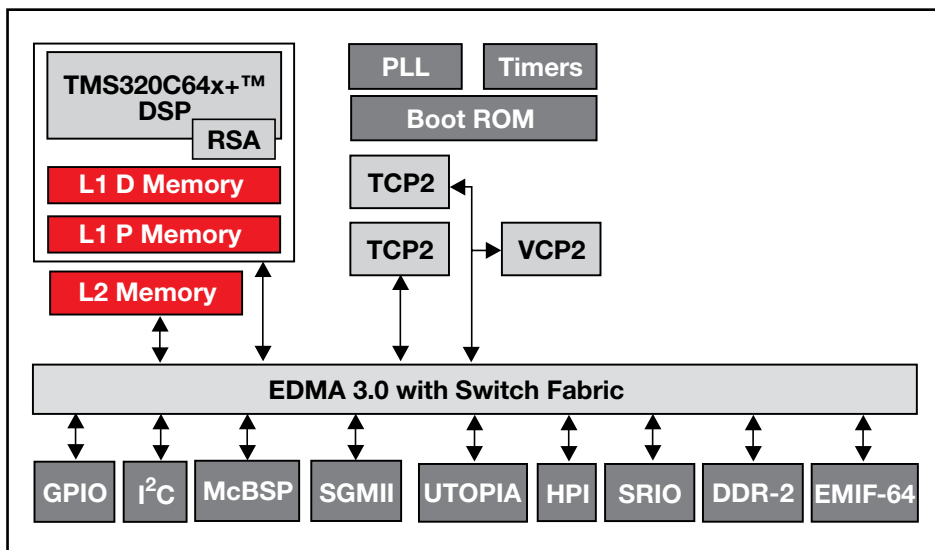 TMS320C64x+™
DSP
RSA
L1 D Memory
L1 P Memory
L2 Memory
PLL
Timers
Boot ROM
TCP2
TCP2
VCP2
EDMA 3.0 with Switch Fabric
GPIO
I²C
McBSP
SGMII
UTOPIA
HPI
SRIO
DDR-2
EMIF-64